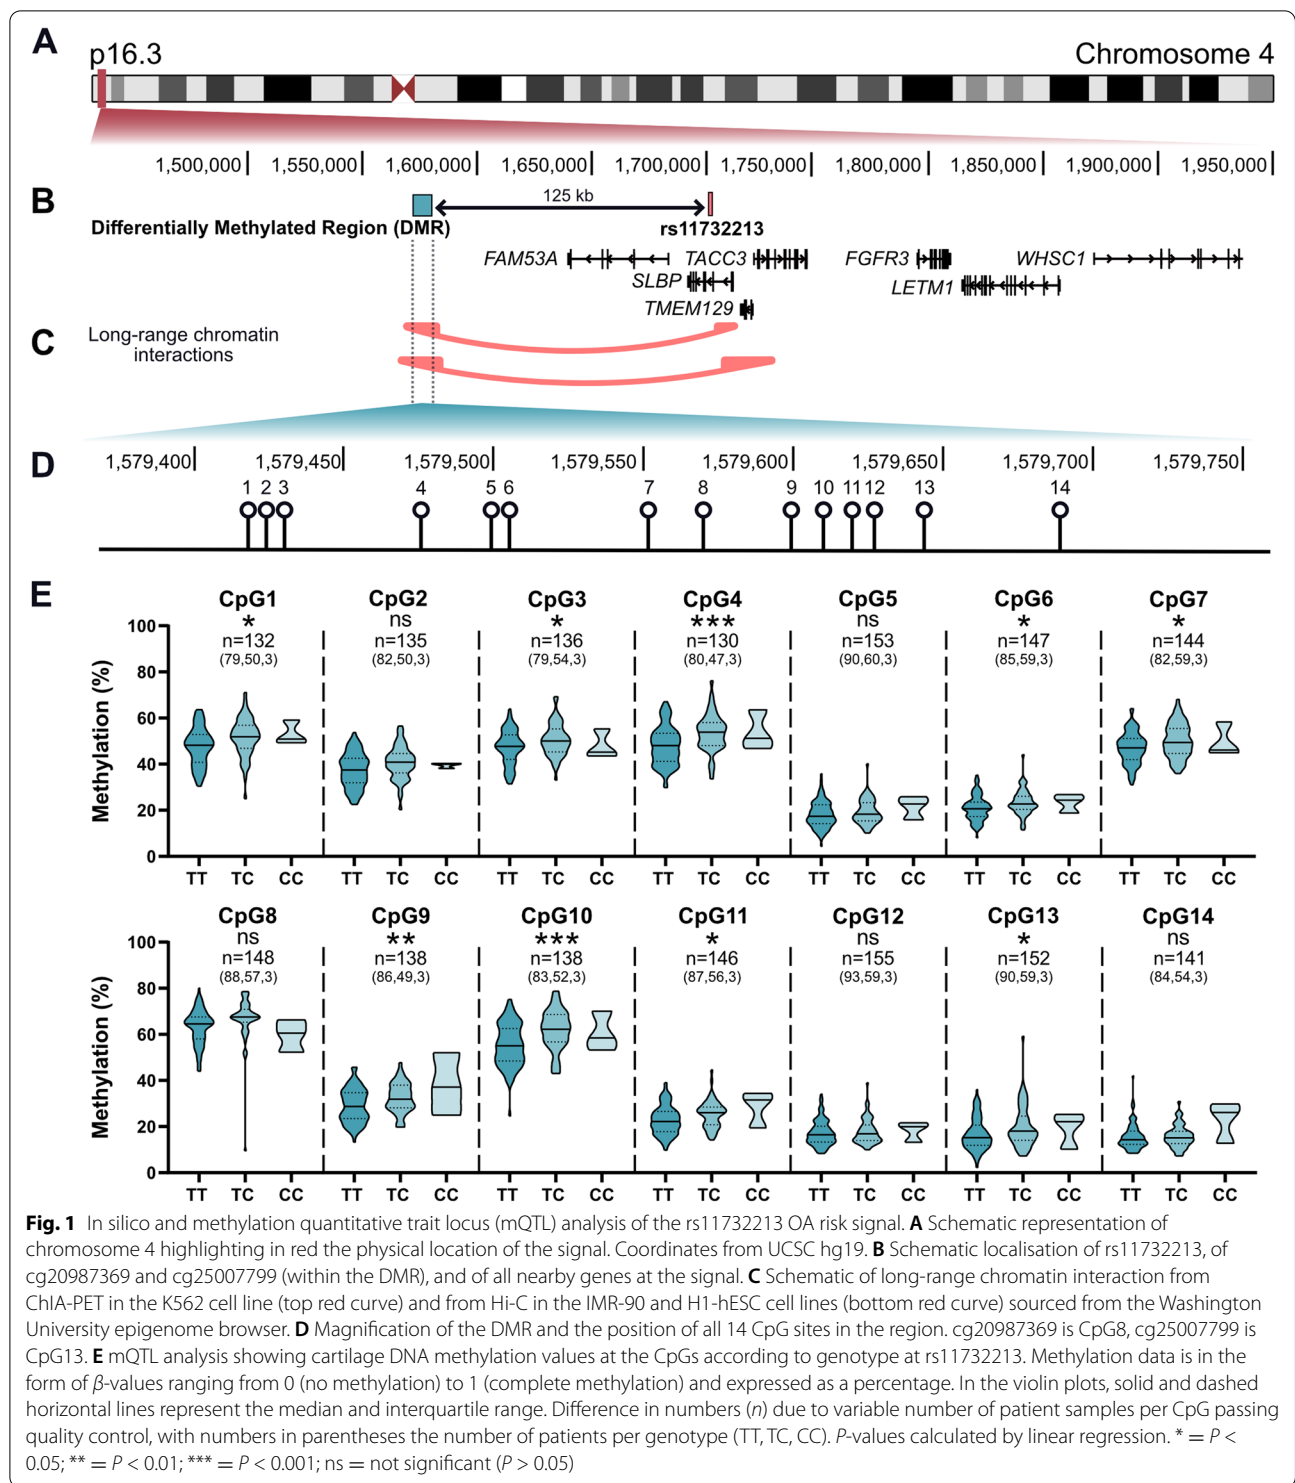 A
p16.3
Chromosome 4
1,500,000 1,550,000 1,600,000 1,650,000 1,700,000 1,750,000 1,800,000 1,850,000 1,900,000 1,950,000
B
125 kb
Differentially Methylated Region (DMR)
rs11732213
FAM53A TACC3 FGFR3 WHSC1
SLBP LETM1
TMEM129
C
Long-range chromatin
interactions
D
1,579,400 1,579,450 1,579,500 1,579,550 1,579,600 1,579,650 1,579,700 1,579,750
1 2 3 4 5 6 7 8 9 10 11 12 13 14
E
CpG1 CpG2 CpG3 CpG4 CpG5 CpG6 CpG7
* ns * *** ns * *
n=132 n=135 n=136 n=130 n=153 n=147 n=144
(79,50,3) (82,50,3) (79,54,3) (80,47,3) (90,60,3) (85,59,3) (82,59,3)
Methylation (%)
100
80
60
40
20
0
TT TC CC TT TC CC TT TC CC TT TC CC TT TC CC TT TC CC TT TC CC
CpG8 CpG9 CpG10 CpG11 CpG12 CpG13 CpG14
ns ** *** * ns * ns
n=148 n=138 n=138 n=146 n=155 n=152 n=141
(88,57,3) (86,49,3) (83,52,3) (87,56,3) (93,59,3) (90,59,3) (84,54,3)
Methylation (%)
100
80
60
40
20
0
TT TC CC TT TC CC TT TC CC TT TC CC TT TC CC TT TC CC TT TC CC
Fig. 1 In silico and methylation quantitative trait locus (mQTL) analysis of the rs11732213 OA risk signal. A Schematic representation of
chromosome 4 highlighting in red the physical location of the signal. Coordinates from UCSC hg19. B Schematic localisation of rs11732213, of
cg20987369 and cg25007799 (within the DMR), and of all nearby genes at the signal. C Schematic of long-range chromatin interaction from
ChIA-PET in the K562 cell line (top red curve) and from Hi-C in the IMR-90 and H1-hESC cell lines (bottom red curve) sourced from the Washington
University epigenome browser. D Magnification of the DMR and the position of all 14 CpG sites in the region. cg20987369 is CpG8, cg25007799 is
CpG13. E mQTL analysis showing cartilage DNA methylation values at the CpGs according to genotype at rs11732213. Methylation data is in the
form of β-values ranging from 0 (no methylation) to 1 (complete methylation) and expressed as a percentage. In the violin plots, solid and dashed
horizontal lines represent the median and interquartile range. Difference in numbers (n) due to variable number of patient samples per CpG passing
quality control, with numbers in parentheses the number of patients per genotype (TT, TC, CC). P-values calculated by linear regression. * = P <
0.05; ** = P < 0.01; *** = P < 0.001; ns = not significant (P > 0.05)